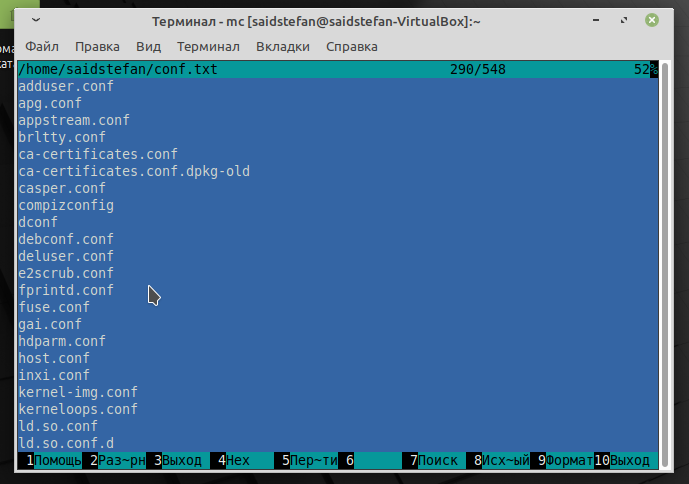 Терминал - mc [saidstefan@saidstefan-VirtualBox]:~
Файл Правка Вид Терминал Вкладки Справка
/home/saidstefan/conf.txt 290/548 52%
adduser.conf
apg.conf
appstream.conf
brltty.conf
ca-certificates.conf
ca-certificates.conf.dpkg-old
casper.conf
compizconfig
dconf
debconf.conf
deluser.conf
e2scrub.conf
fprintd.conf
fuse.conf
gai.conf
hdparm.conf
host.conf
inxi.conf
kernel-img.conf
kerneloops.conf
ld.so.conf
ld.so.conf.d
1Помощь 2Раз~рн 3Выход 4Hex 5Пер~ти 6 7Поиск 8Исх~ый 9Формат 10Выход